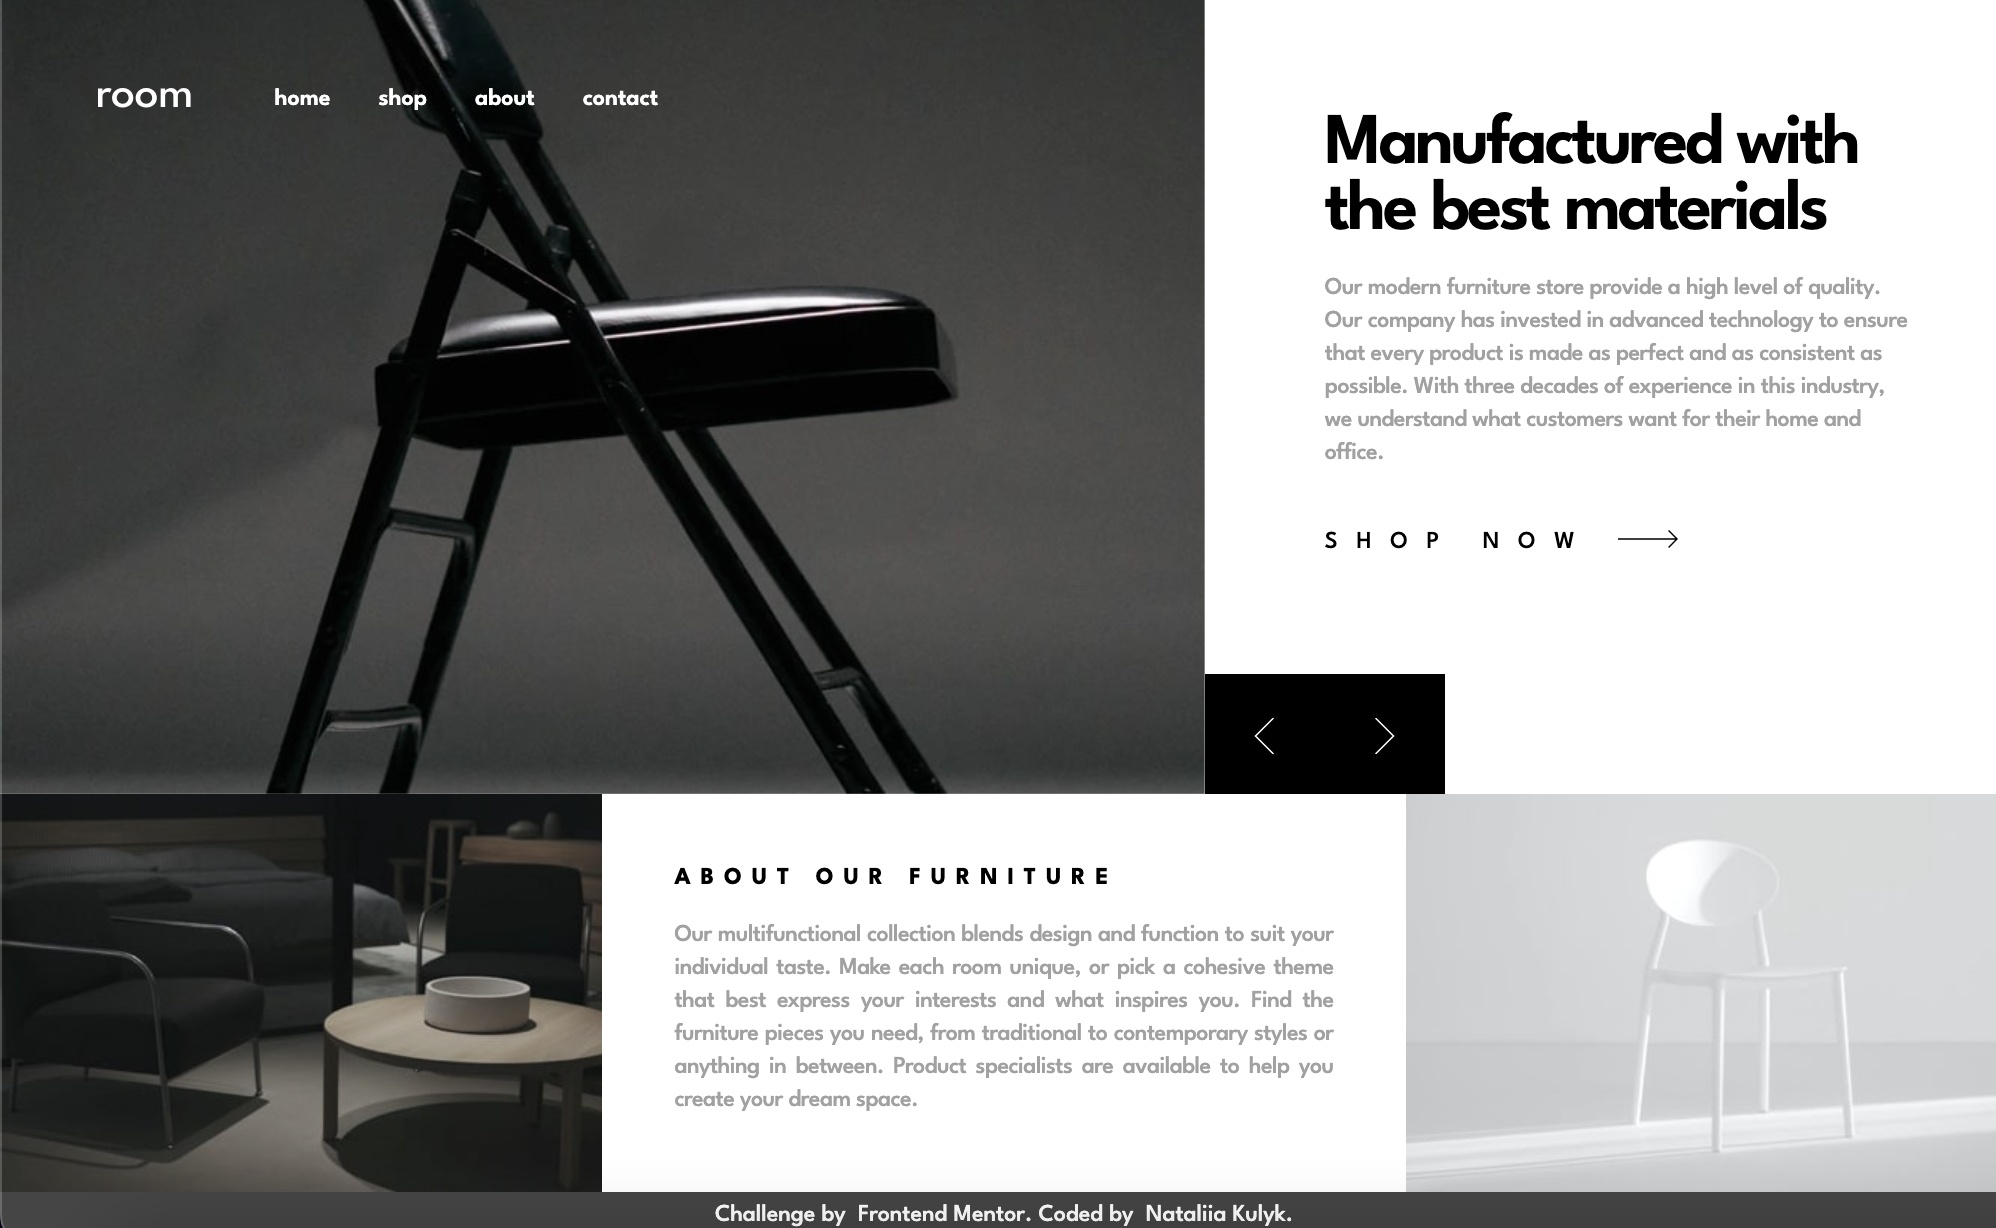 room
home shop about contact
Manufactured with
the best materials
Our modern furniture store provide a high level of quality.
Our company has invested in advanced technology to ensure
that every product is made as perfect and as consistent as
possible. With three decades of experience in this industry,
we understand what customers want for their home and
office.
SHOP NOW
ABOUT OUR FURNITURE
Our multifunctional collection blends design and function to suit your
individual taste. Make each room unique, or pick a cohesive theme
that best express your interests and what inspires you. Find the
furniture pieces you need, from traditional to contemporary styles or
anything in between. Product specialists are available to help you
create your dream space.
Challenge by Frontend Mentor. Coded by Nataliia Kulyk.